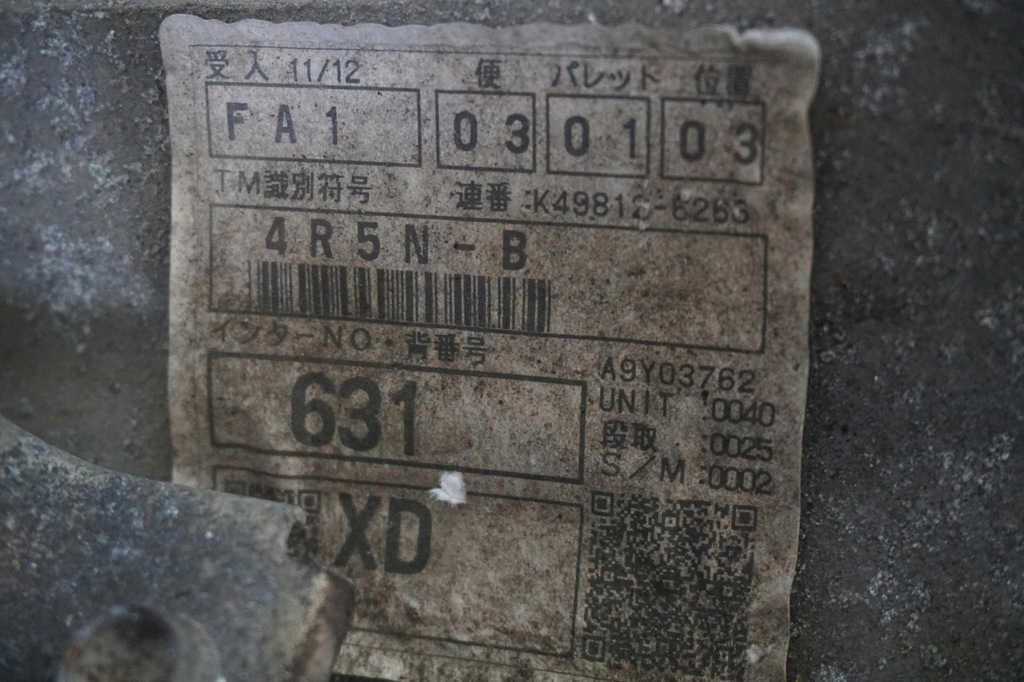 受入 11/12 便 パレット 位置
FA1 03 01 03
TM識別符号 連番:K49812-6263
4R5N-B
インターNO・背番号
631
A9Y03762
UNIT :0040
段取 :0025
S/M :0002
XD